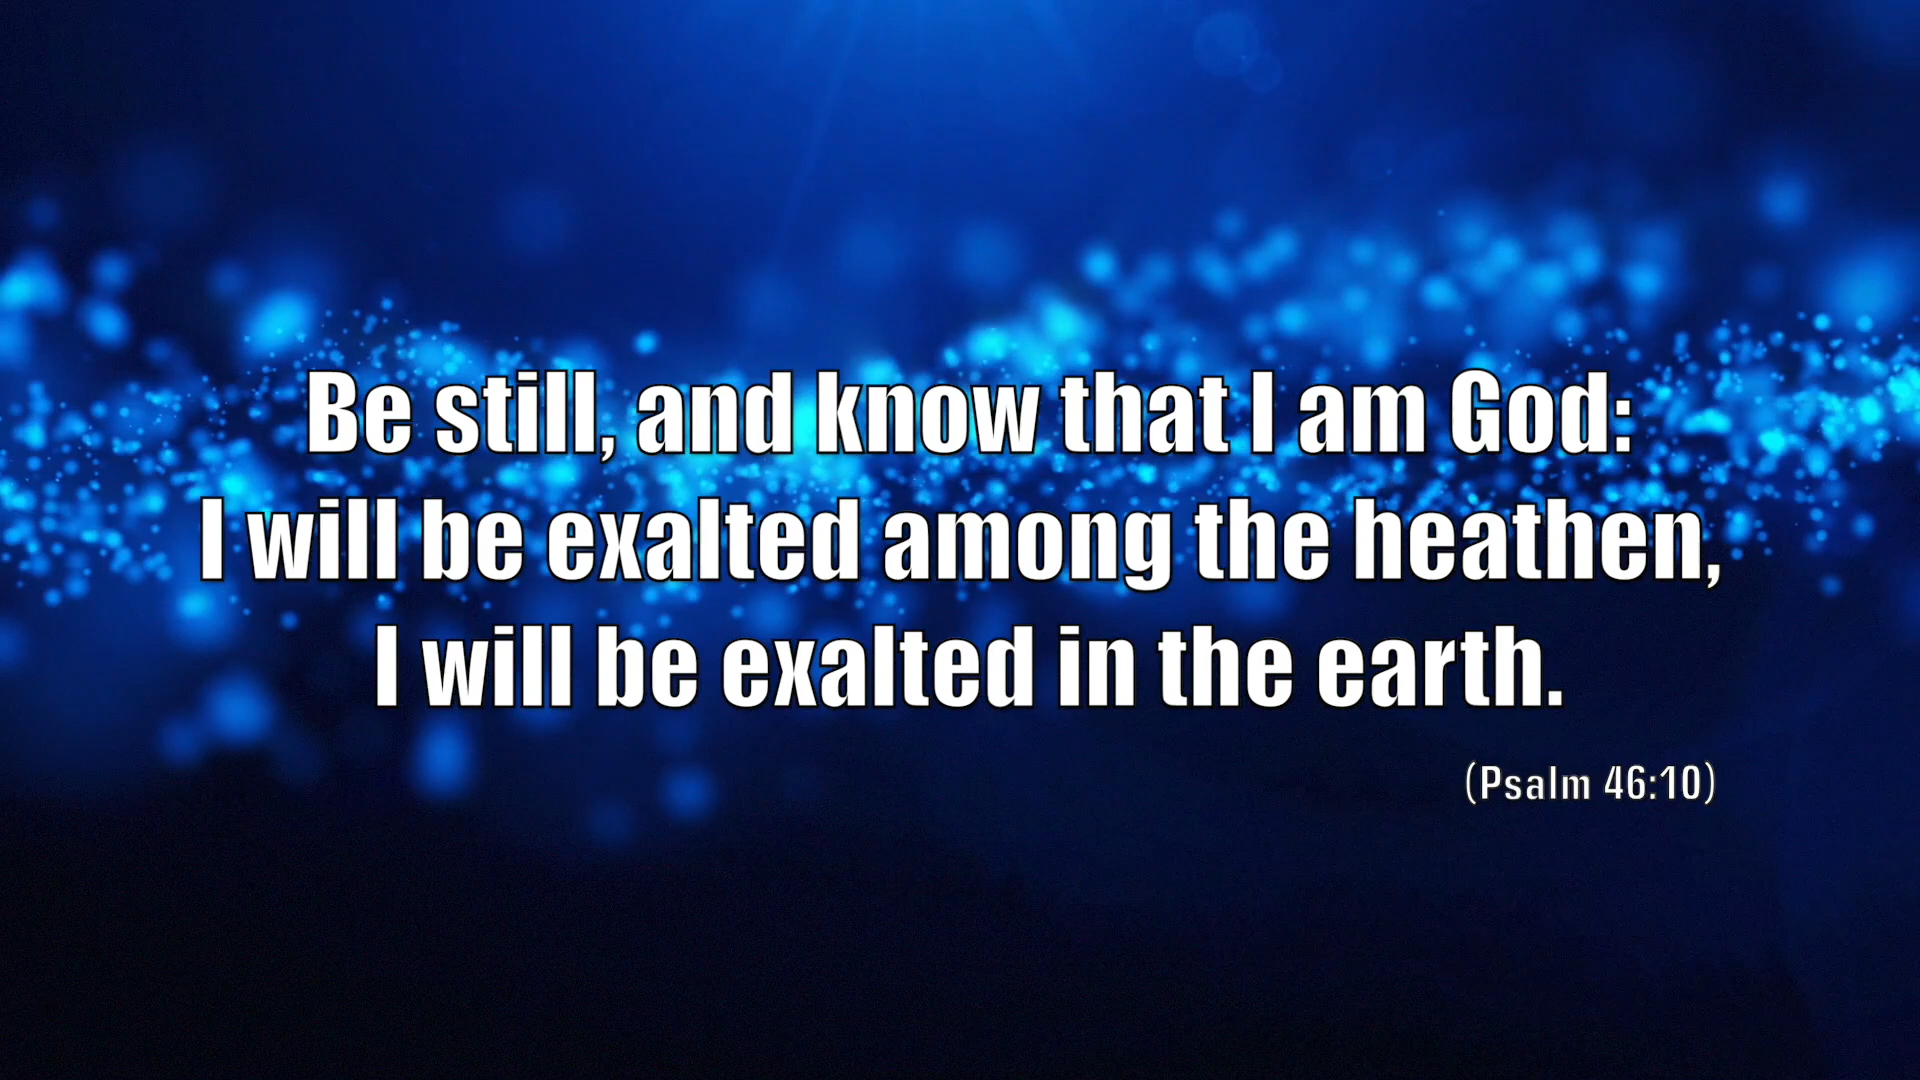 Be still, and know that I am God:
I will be exalted among the heathen,
I will be exalted in the earth.
(Psalm 46:10)